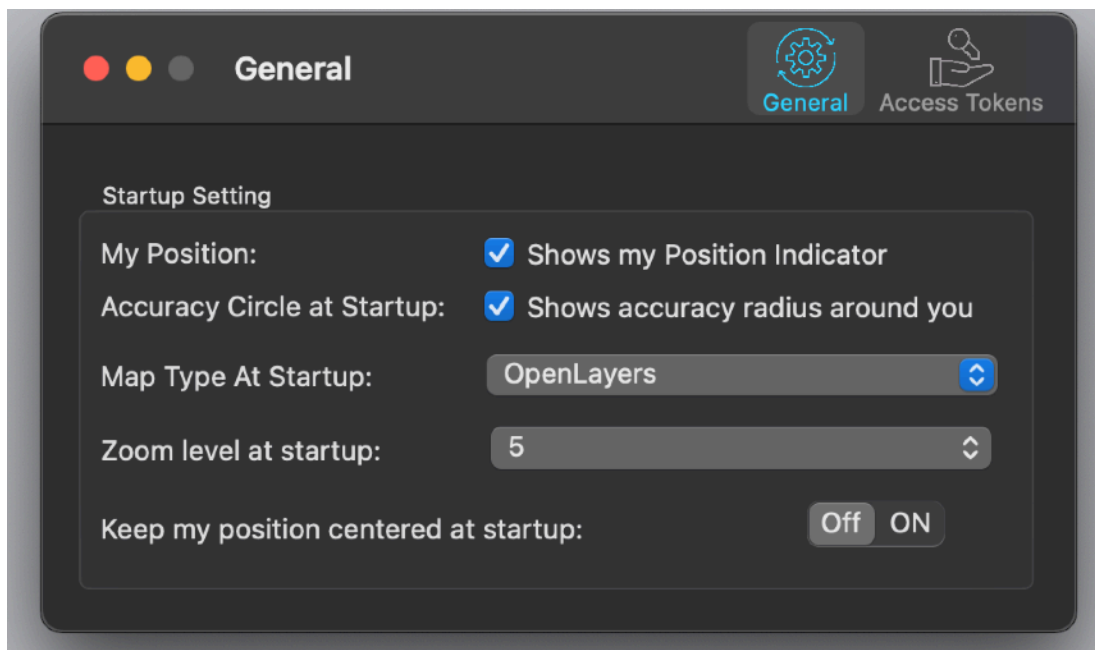 General
General Access Tokens
Startup Setting
My Position: Shows my Position Indicator
Accuracy Circle at Startup: Shows accuracy radius around you
Map Type At Startup: OpenLayers
Zoom level at startup: 5
Keep my position centered at startup: Off ON